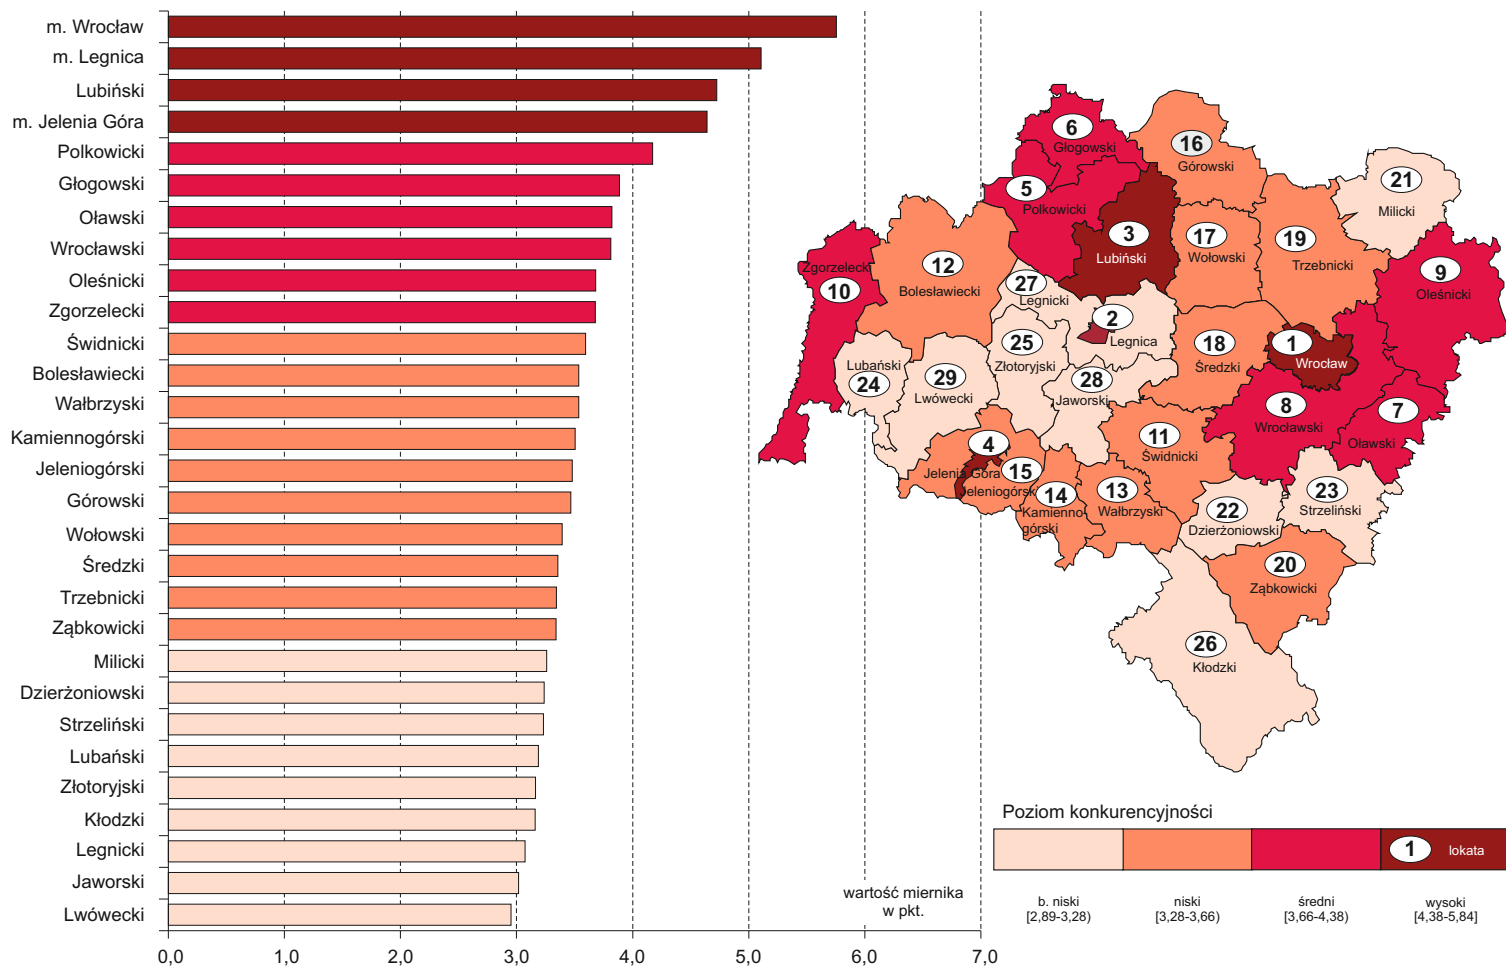 m. Wrocław
m. Legnica
Lubiński
m. Jelenia Góra
Polkowicki
Głogowski
Oławski
Wrocławski
Oleśnicki
Zgorzelecki
Świdnicki
Bolesławiecki
Wałbrzyski
Kamiennogórski
Jeleniogórski
Górowski
Wołowski
Średzki
Trzebnicki
Ząbkowicki
Milicki
Dzierżoniowski
Strzeliński
Lubański
Złotoryjski
Kłodzki
Legnicki
Jaworski
Lwówecki
0,0 1,0 2,0 3,0 4,0 5,0 6,0 7,0
wartość miernika
w pkt.
6
Głogowski
16
Górowski
21
Milicki
5
Polkowicki
3
Lubiński
17
Wołowski
19
Trzebnicki
9
Oleśnicki
Zgorzelecki
10
12
Bolesławiecki
27
Legnicki
2
Legnica
25
Złotoryjski
18
Średzki
1
Wrocław
Lubański
24
29
Lwówecki
28
Jaworski
8
Wrocławski
7
Oławski
4
Jelenia Góra
15
Jeleniogórski
11
Świdnicki
14
Kamienno-
górski
13
Wałbrzyski
22
Dzierżoniowski
23
Strzeliński
20
Ząbkowicki
26
Kłodzki
Poziom konkurencyjności
1 lokata
b. niski niski średni wysoki
[2,89-3,28) [3,28-3,66) [3,66-4,38) [4,38-5,84]